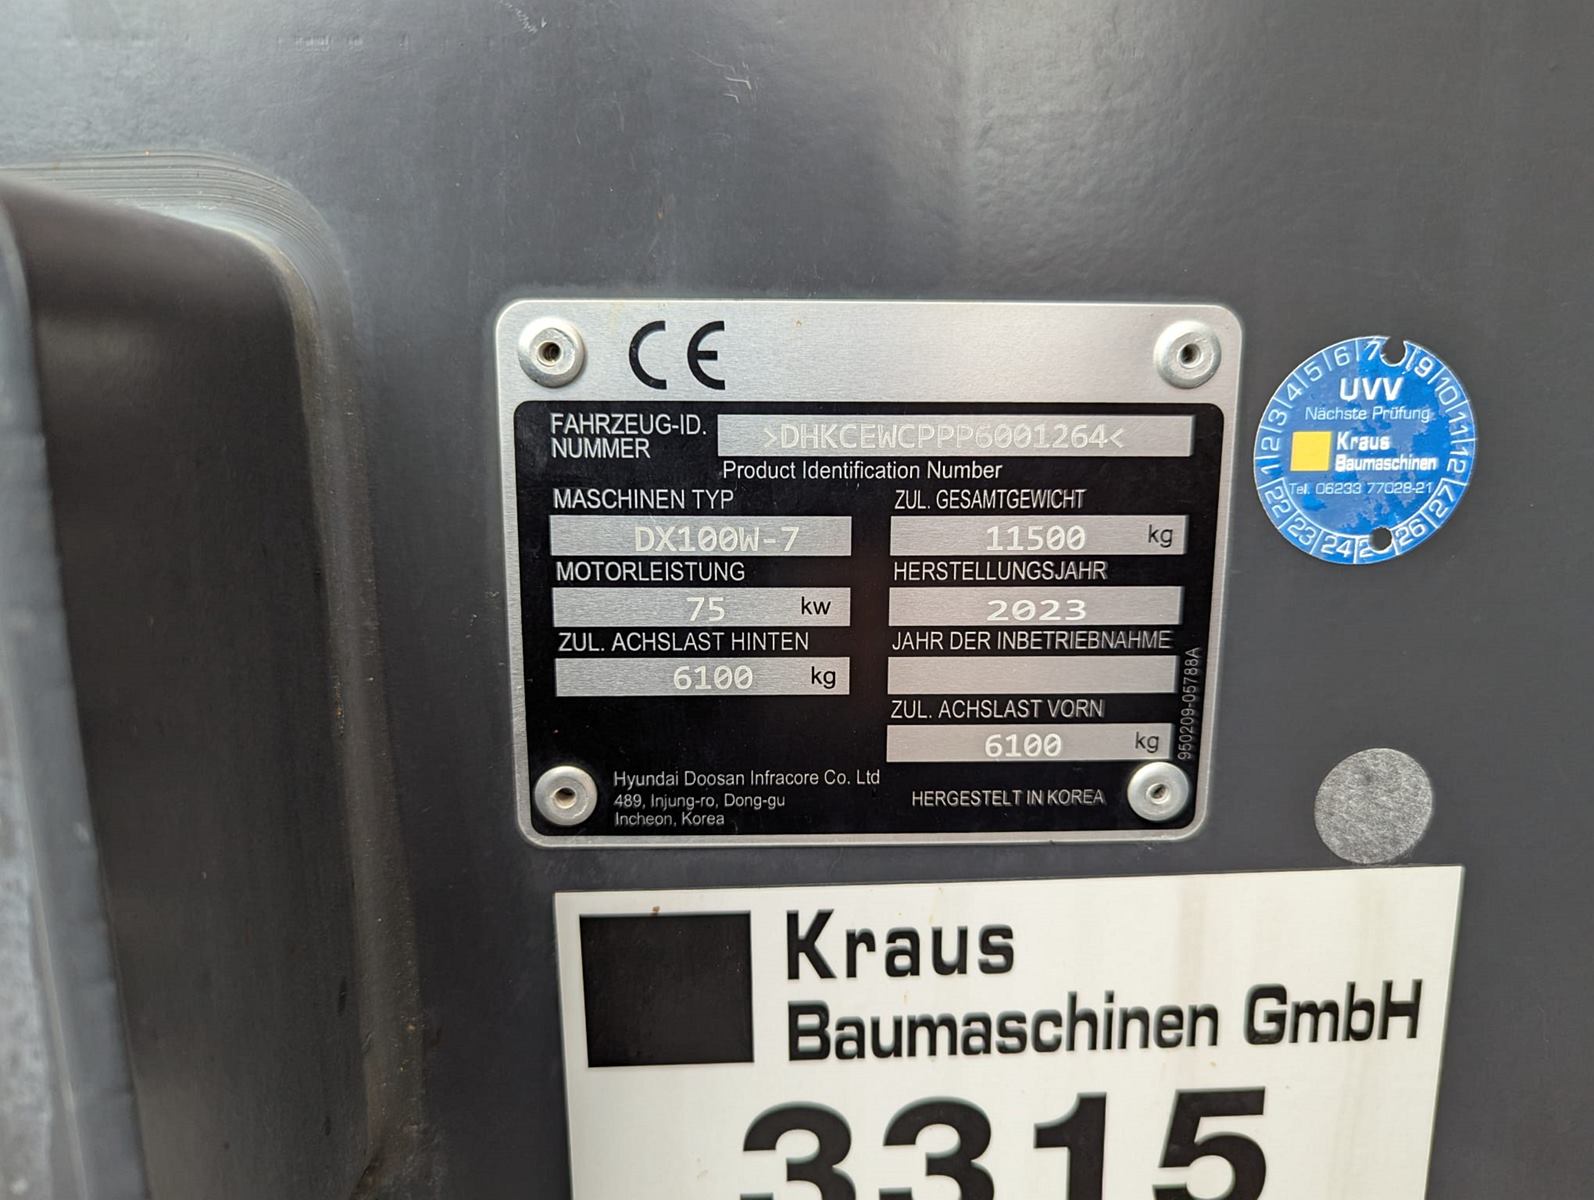 CE
FAHRZEUG-ID.
NUMMER
>DHKCEWCPPP6001264<
Product Identification Number
MASCHINEN TYP
DX100W-7
ZUL. GESAMTGEWICHT
11500 kg
MOTORLEISTUNG
75 kw
HERSTELLUNGSJAHR
2023
ZUL. ACHSLAST HINTEN
6100 kg
JAHR DER INBETRIEBNAHME
ZUL. ACHSLAST VORN
6100 kg
950209-05788A
Hyundai Doosan Infracore Co. Ltd
489, Injung-ro, Dong-gu
Incheon, Korea
HERGESTELLT IN KOREA
1 2 3 4 5 6 7 9 10 11 12
UVV
Nächste Prüfung
Kraus
Baumaschinen
Tel. 06233 77028-21
22 23 24 2 26 27
Kraus
Baumaschinen GmbH
3315